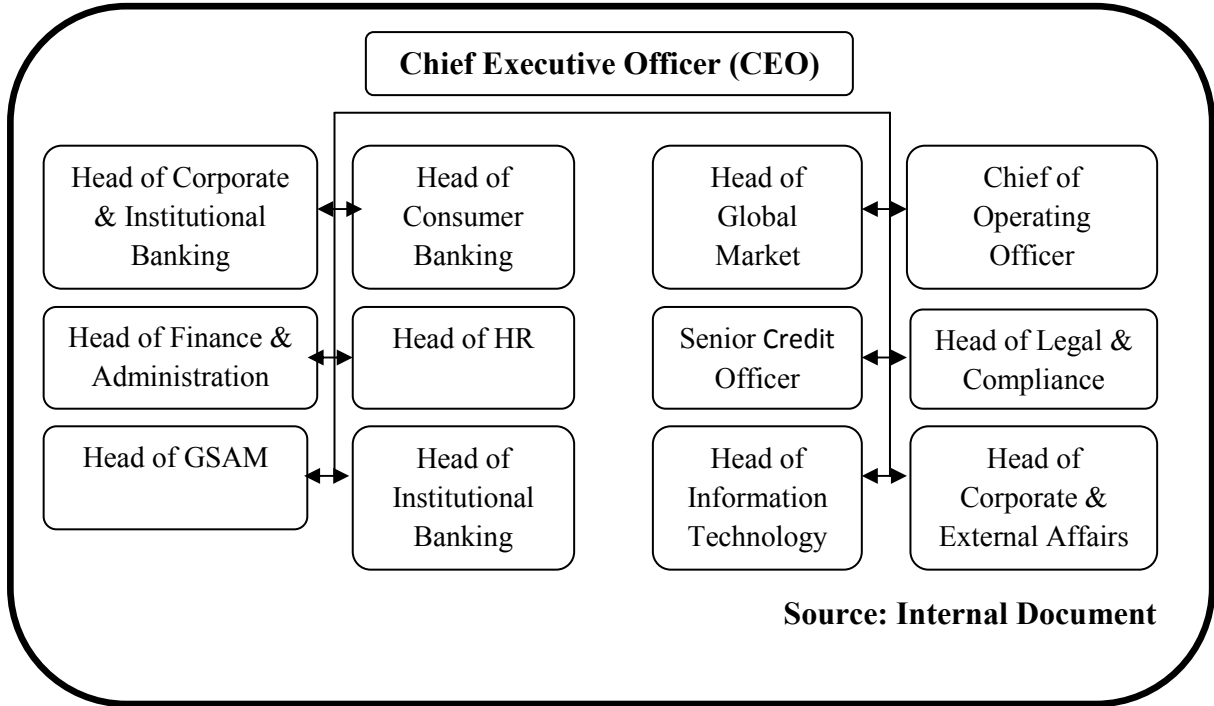 Chief Executive Officer (CEO)
Head of Corporate
& Institutional
Banking
Head of
Consumer
Banking
Head of
Global
Market
Chief of
Operating
Officer
Head of Finance &
Administration
Head of HR
Senior Credit
Officer
Head of Legal &
Compliance
Head of GSAM
Head of
Institutional
Banking
Head of
Information
Technology
Head of
Corporate &
External Affairs
Source: Internal Document